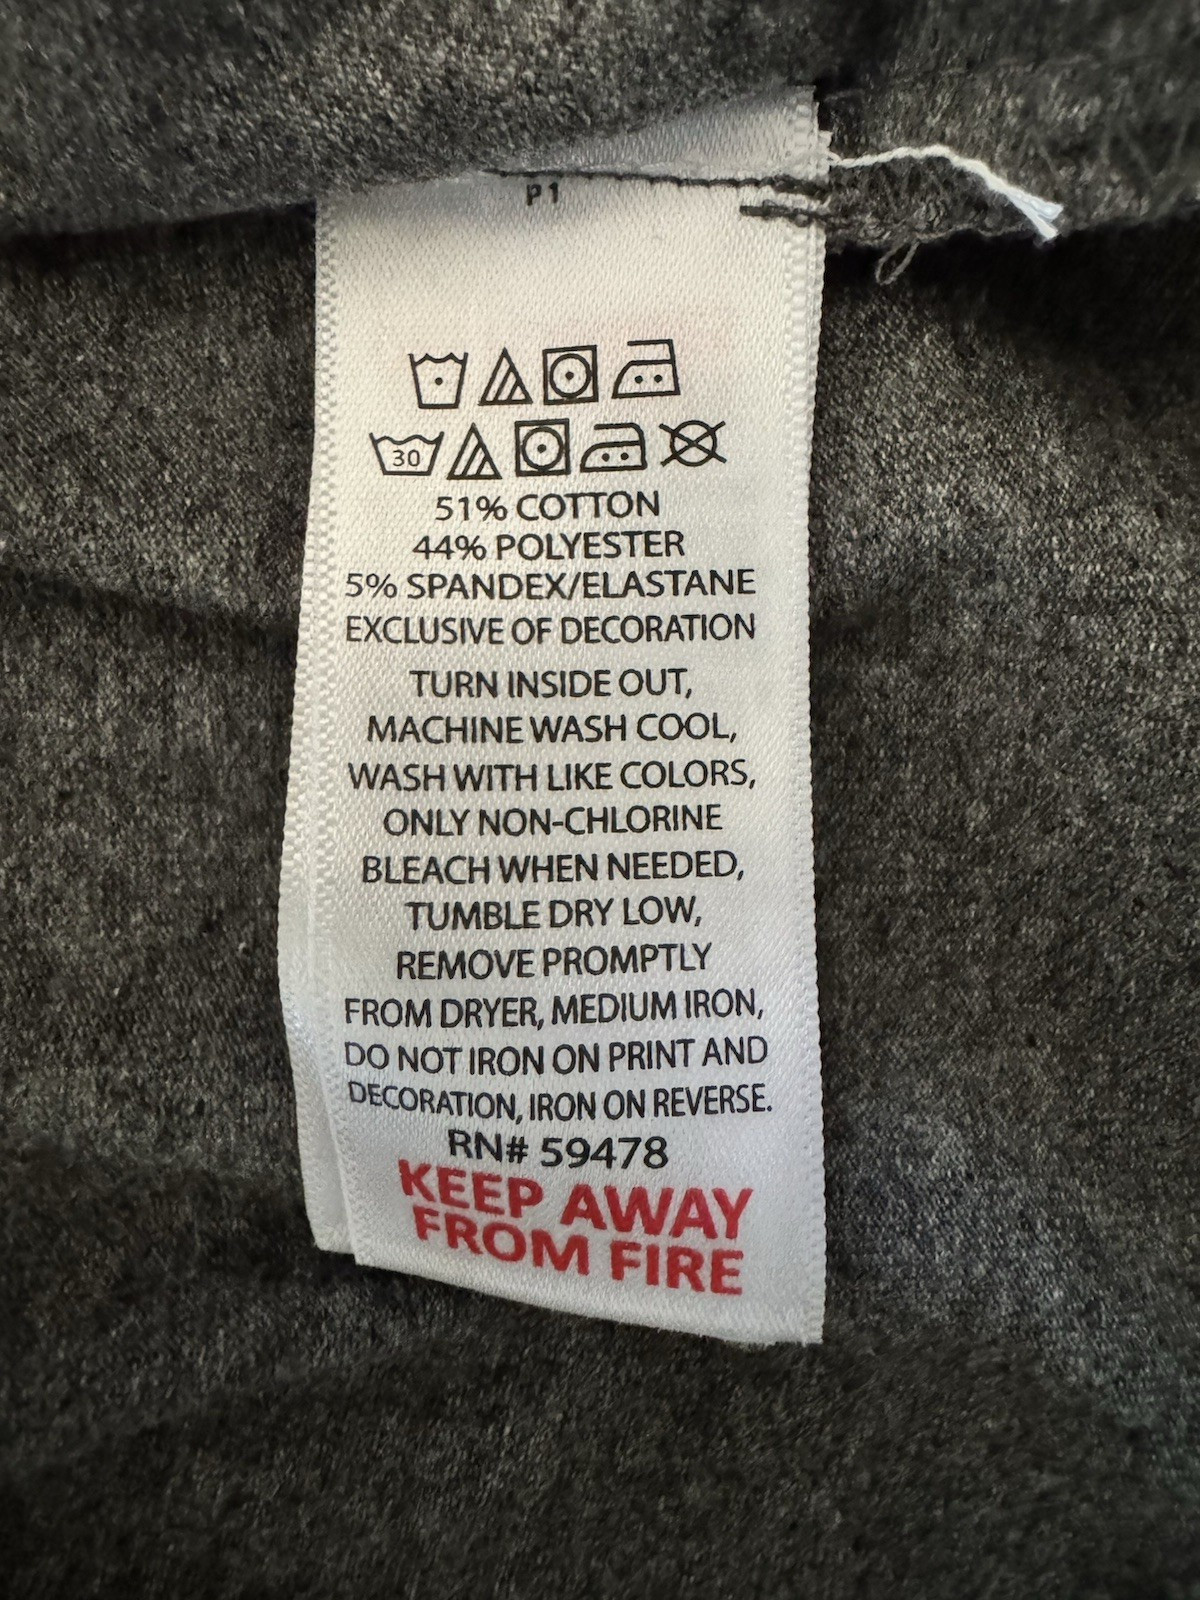 P1
30
51% COTTON
44% POLYESTER
5% SPANDEX/ELASTANE
EXCLUSIVE OF DECORATION
TURN INSIDE OUT,
MACHINE WASH COOL,
WASH WITH LIKE COLORS,
ONLY NON-CHLORINE
BLEACH WHEN NEEDED,
TUMBLE DRY LOW,
REMOVE PROMPTLY
FROM DRYER, MEDIUM IRON,
DO NOT IRON ON PRINT AND
DECORATION, IRON ON REVERSE.
RN# 59478
KEEP AWAY
FROM FIRE